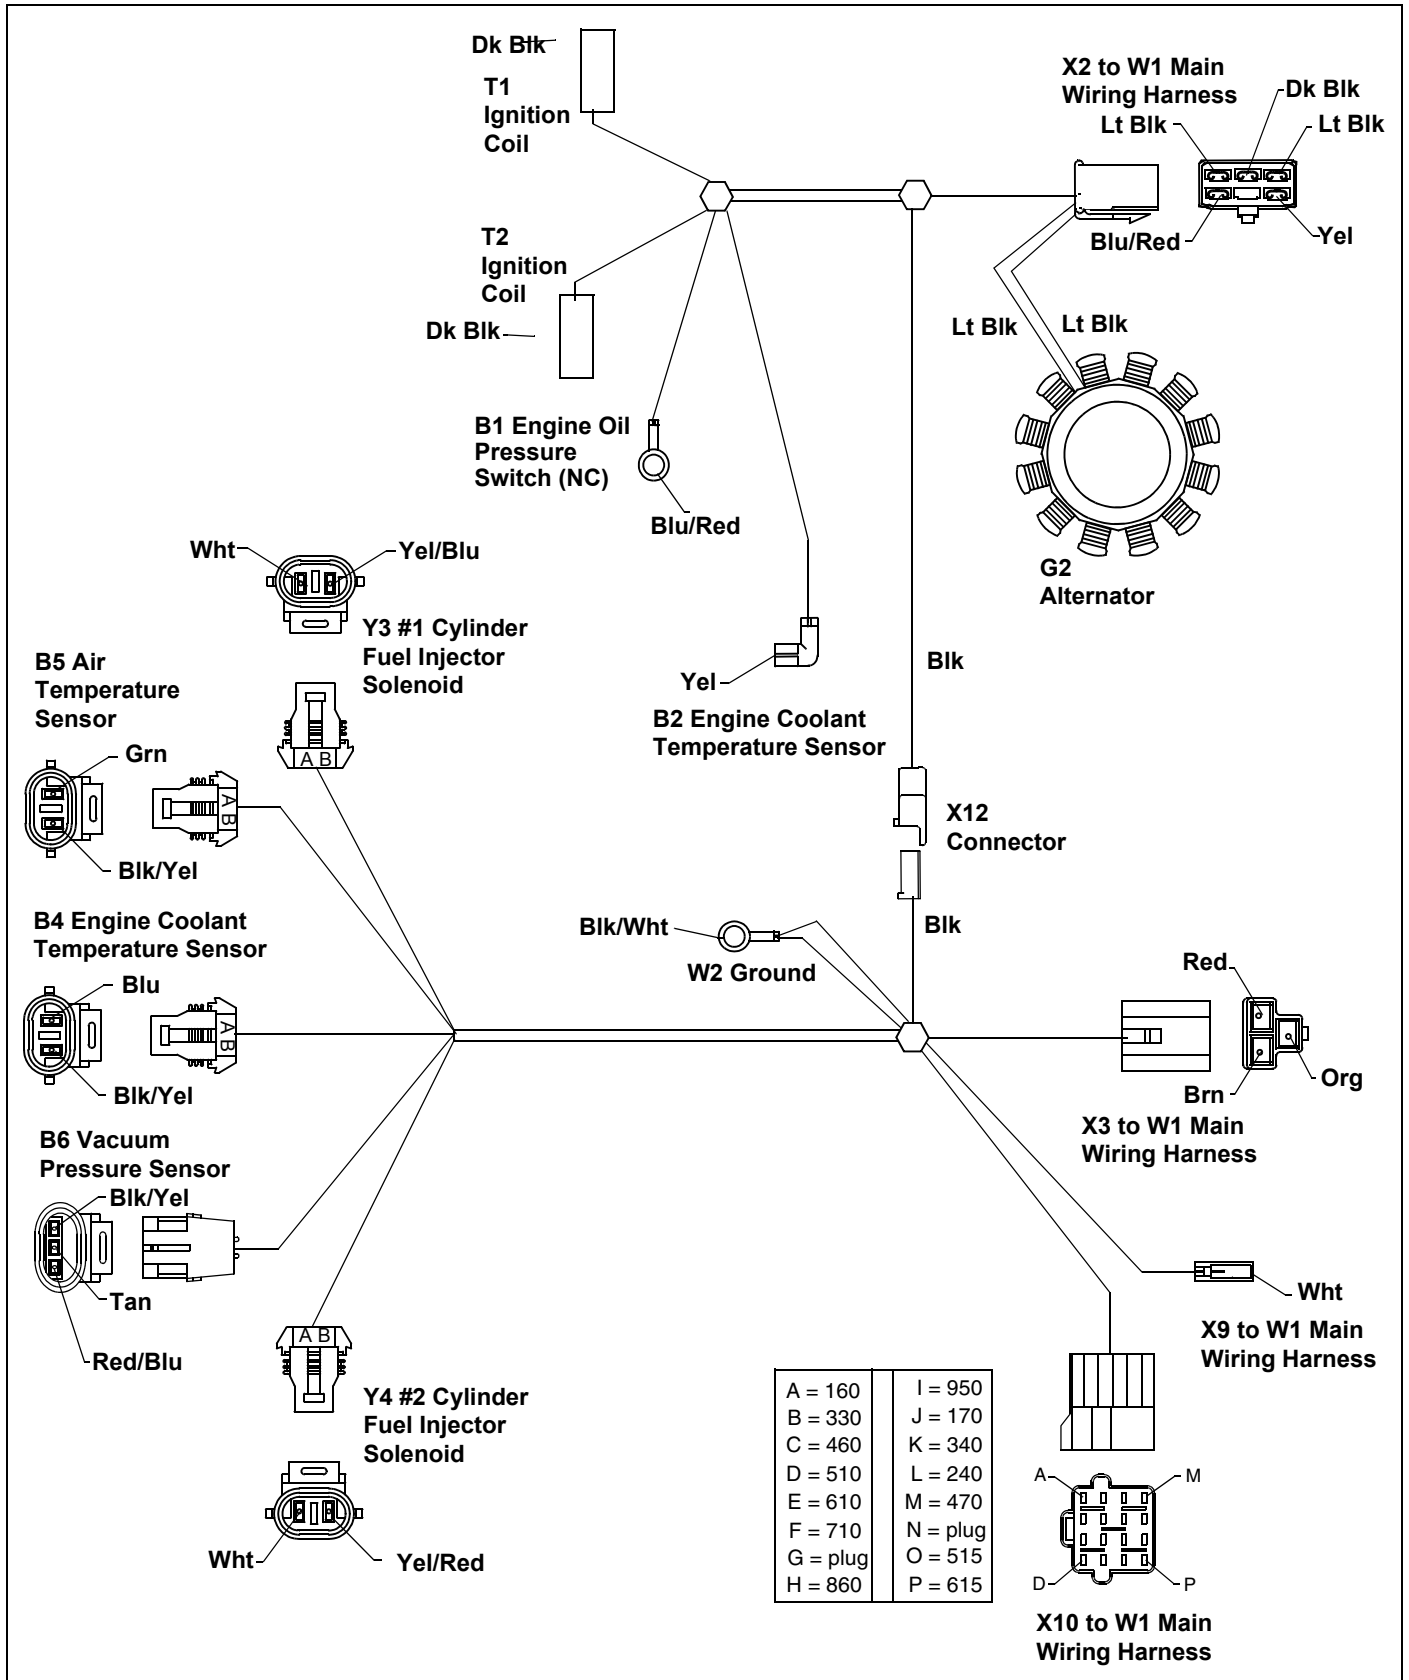 Dk Blk
T1
Ignition
Coil
X2 to W1 Main
Wiring Harness
Dk Blk
Lt Blk
Lt Blk
Blu/Red
Yel
T2
Ignition
Coil
Dk Blk
Lt Blk
Lt Blk
B1 Engine Oil
Pressure
Switch (NC)
Blu/Red
G2
Alternator
Wht
Yel/Blu
Y3 #1 Cylinder
Fuel Injector
Solenoid
A B
B5 Air
Temperature
Sensor
Grn
A
B
Blk/Yel
Yel
B2 Engine Coolant
Temperature Sensor
Blk
X12
Connector
Blk
B4 Engine Coolant
Temperature Sensor
Blu
A
B
Blk/Yel
Blk/Wht
W2 Ground
Red
Org
Brn
X3 to W1 Main
Wiring Harness
B6 Vacuum
Pressure Sensor
Blk/Yel
Tan
Red/Blu
A B
Y4 #2 Cylinder
Fuel Injector
Solenoid
Wht
Yel/Red
Wht
X9 to W1 Main
Wiring Harness
A = 160
B = 330
C = 460
D = 510
E = 610
F = 710
G = plug
H = 860
I = 950
J = 170
K = 340
L = 240
M = 470
N = plug
O = 515
P = 615
A
M
D
P
X10 to W1 Main
Wiring Harness